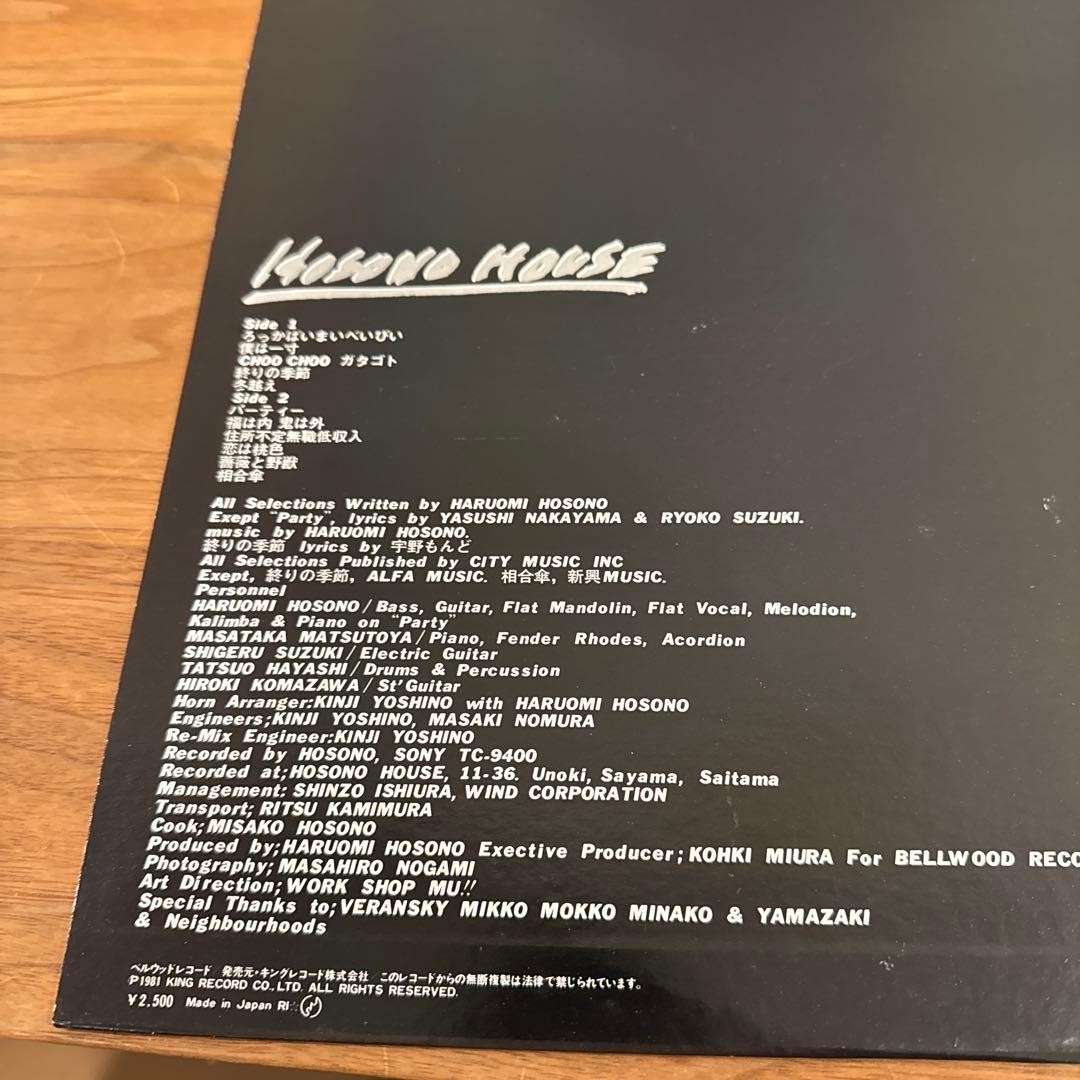 HOSONO HOUSE
Side 1
ろっかばいまいべいびい
僕は一寸
CHOO CHOO ガタゴト
終りの季節
冬越え
Side 2
パーティー
福は内 鬼は外
住所不定無職低収入
恋は桃色
薔薇と野獣
相合傘
All Selections Written by HARUOMI HOSONO
Exept "Party", lyrics by YASUSHI NAKAYAMA & RYOKO SUZUKI.
music by HARUOMI HOSONO.
終りの季節 lyrics by 宇野もんど
All Selections Published by CITY MUSIC INC
Exept, 終りの季節, ALFA MUSIC. 相合傘, 新興MUSIC.
Personnel
HARUOMI HOSONO/Bass, Guitar, Flat Mandolin, Flat Vocal, Melodion,
Kalimba & Piano on "Party"
MASATAKA MATSUTOYA/Piano, Fender Rhodes, Acordion
SHIGERU SUZUKI/Electric Guitar
TATSUO HAYASHI/Drums & Percussion
HIROKI KOMAZAWA/St'Guitar
Horn Arranger:KINJI YOSHINO with HARUOMI HOSONO
Engineers;KINJI YOSHINO, MASAKI NOMURA
Re-Mix Engineer:KINJI YOSHINO
Recorded by HOSONO, SONY TC-9400
Recorded at;HOSONO HOUSE, 11-36. Unoki, Sayama, Saitama
Management: SHINZO ISHIURA, WIND CORPORATION
Transport; RITSU KAMIMURA
Cook;MISAKO HOSONO
Produced by;HARUOMI HOSONO Exective Producer;KOHKI MIURA For BELLWOOD RECO
Photography;MASAHIRO NOGAMI
Art Direction;WORK SHOP MU!!
Special Thanks to;VERANSKY MIKKO MOKKO MINAKO & YAMAZAKI
& Neighbourhoods
ベルウッドレコード 発売元・キングレコード株式会社 このレコードからの無断複製は法律で禁じられています。
℗1981 KING RECORD CO., LTD. ALL RIGHTS RESERVED.
¥2,500 Made in Japan RI